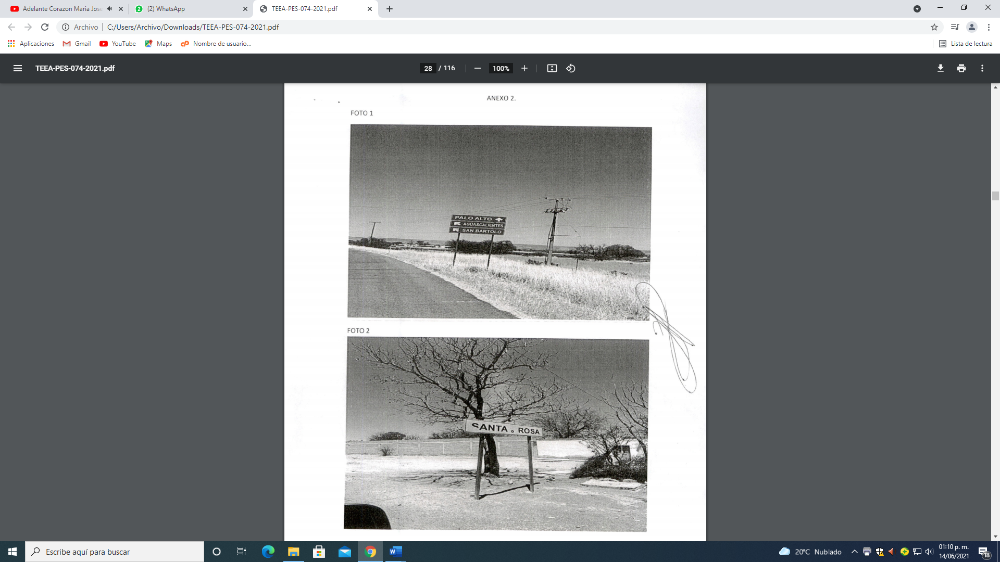 Adelante Corazon Maria Jose
(2) WhatsApp
TEEA-PES-074-2021.pdf
Archivo
C:/Users/Archivo/Downloads/TEEA-PES-074-2021.pdf
Aplicaciones
Gmail
YouTube
Maps
Nombre de usuario...
Lista de lectura
TEEA-PES-074-2021.pdf
28 / 116
100%
ANEXO 2.
FOTO 1
PALO ALTO
AGUASCALIENTES
SAN BARTOLO
FOTO 2
SANTA ROSA
Escribe aquí para buscar
20°C Nublado
01:10 p. m.
14/06/2021
18